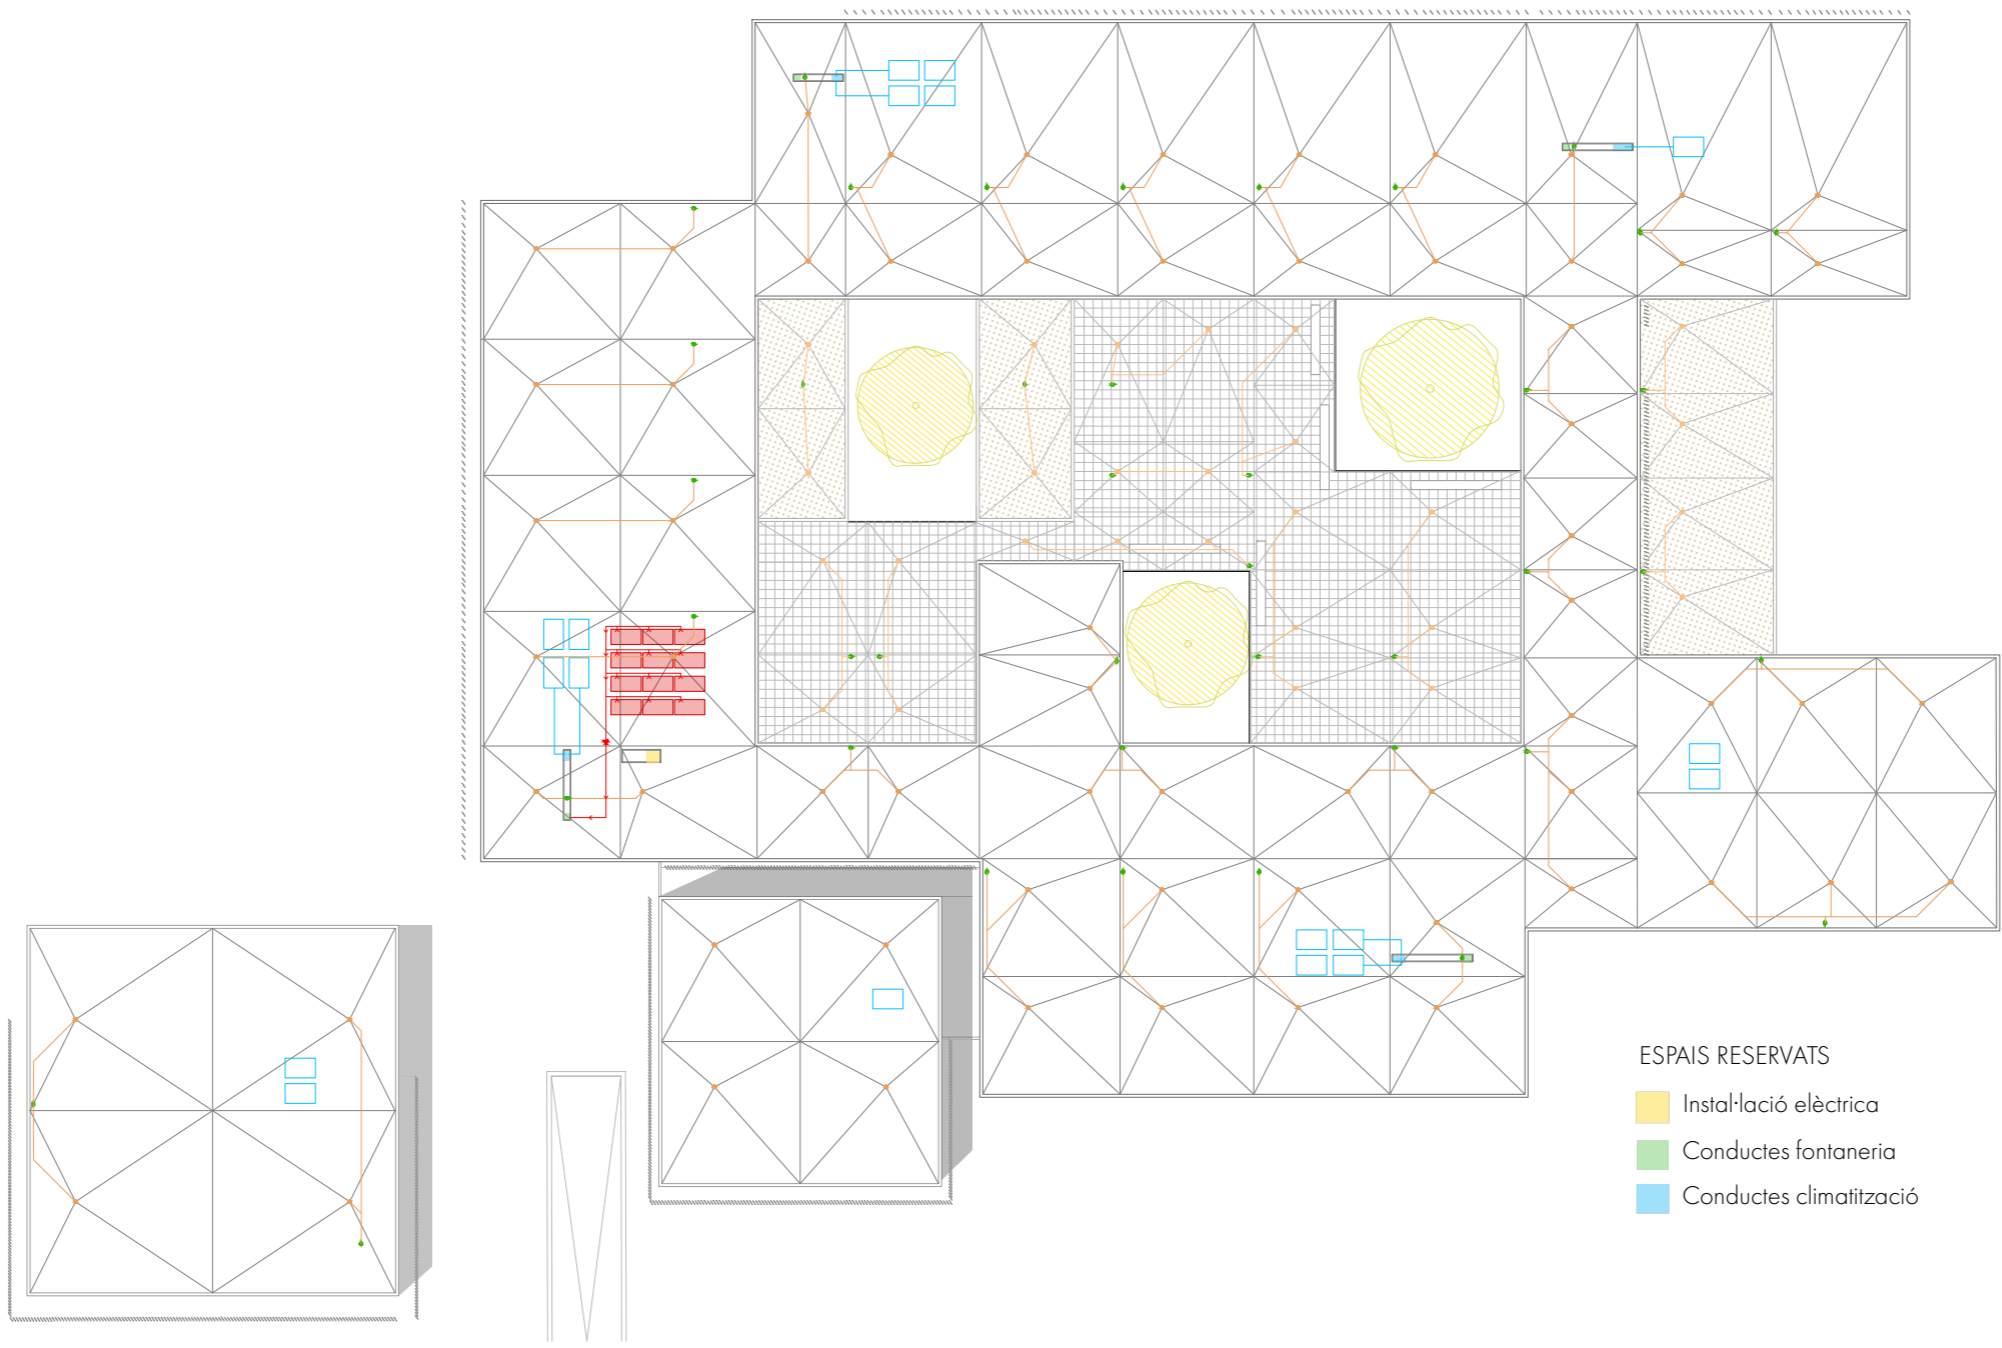 ESPAIS RESERVATS
Instal·lació elèctrica
Conductes fontaneria
Conductes climatització